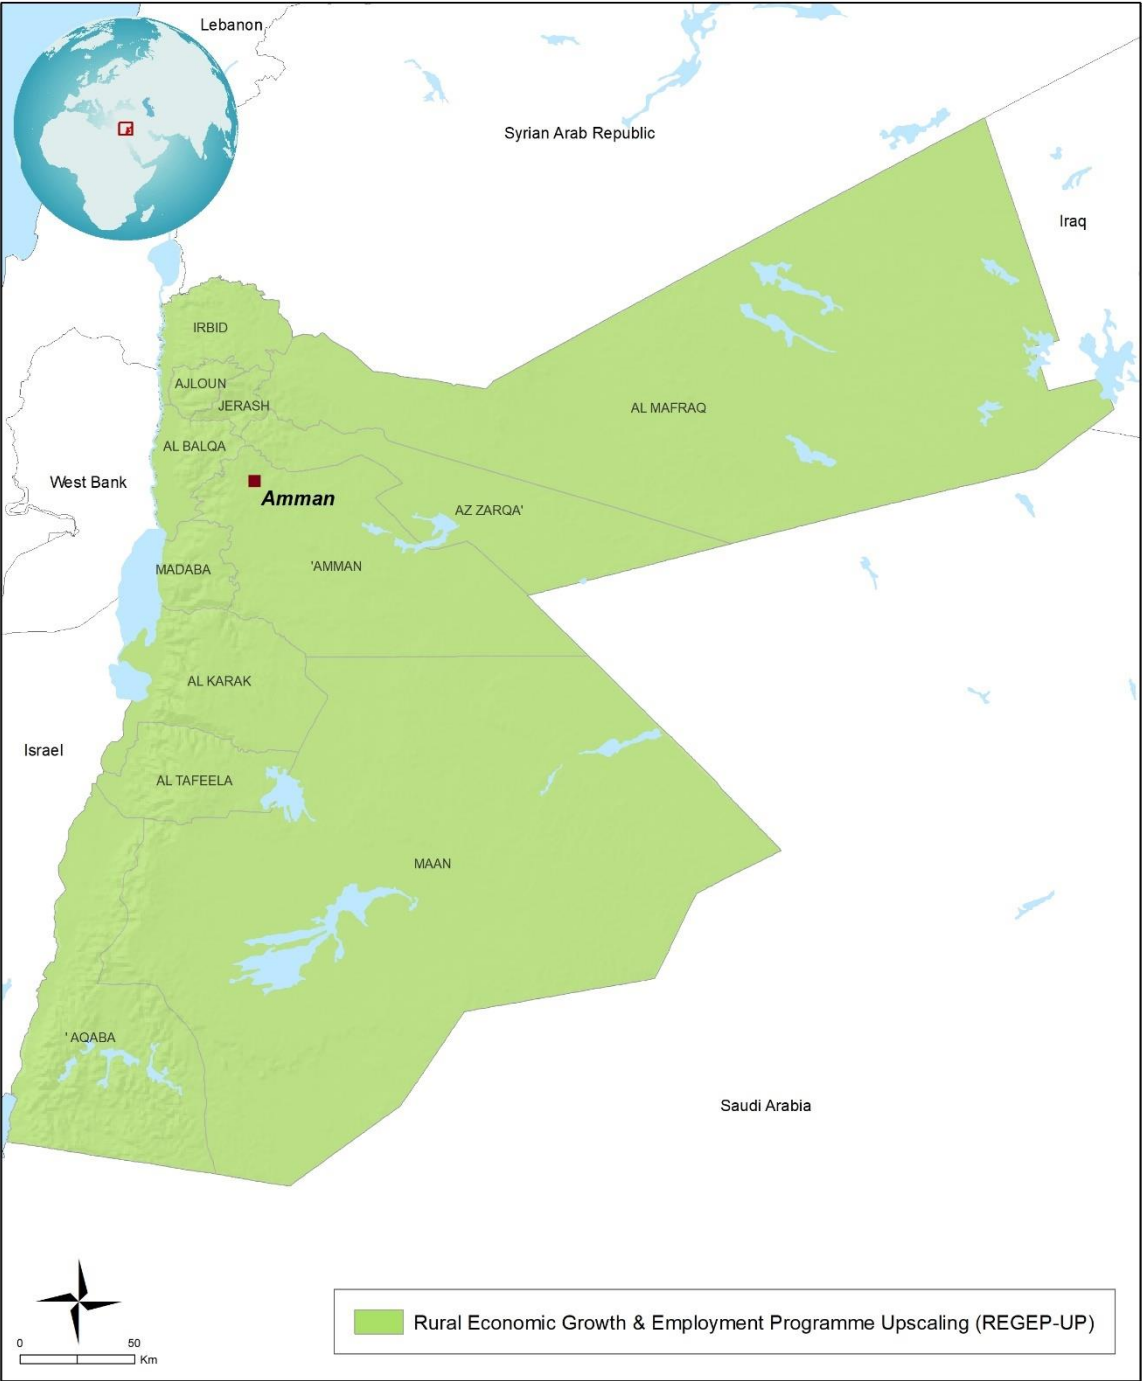 Lebanon
Syrian Arab Republic
Iraq
IRBID
AJLOUN
JERASH
AL MAFRAQ
AL BALQA
West Bank
Amman
AZ ZARQA'
'AMMAN
MADABA
AL KARAK
Israel
AL TAFEELA
MAAN
' AQABA
Saudi Arabia
Rural Economic Growth & Employment Programme Upscaling (REGEP-UP)
0 50
Km